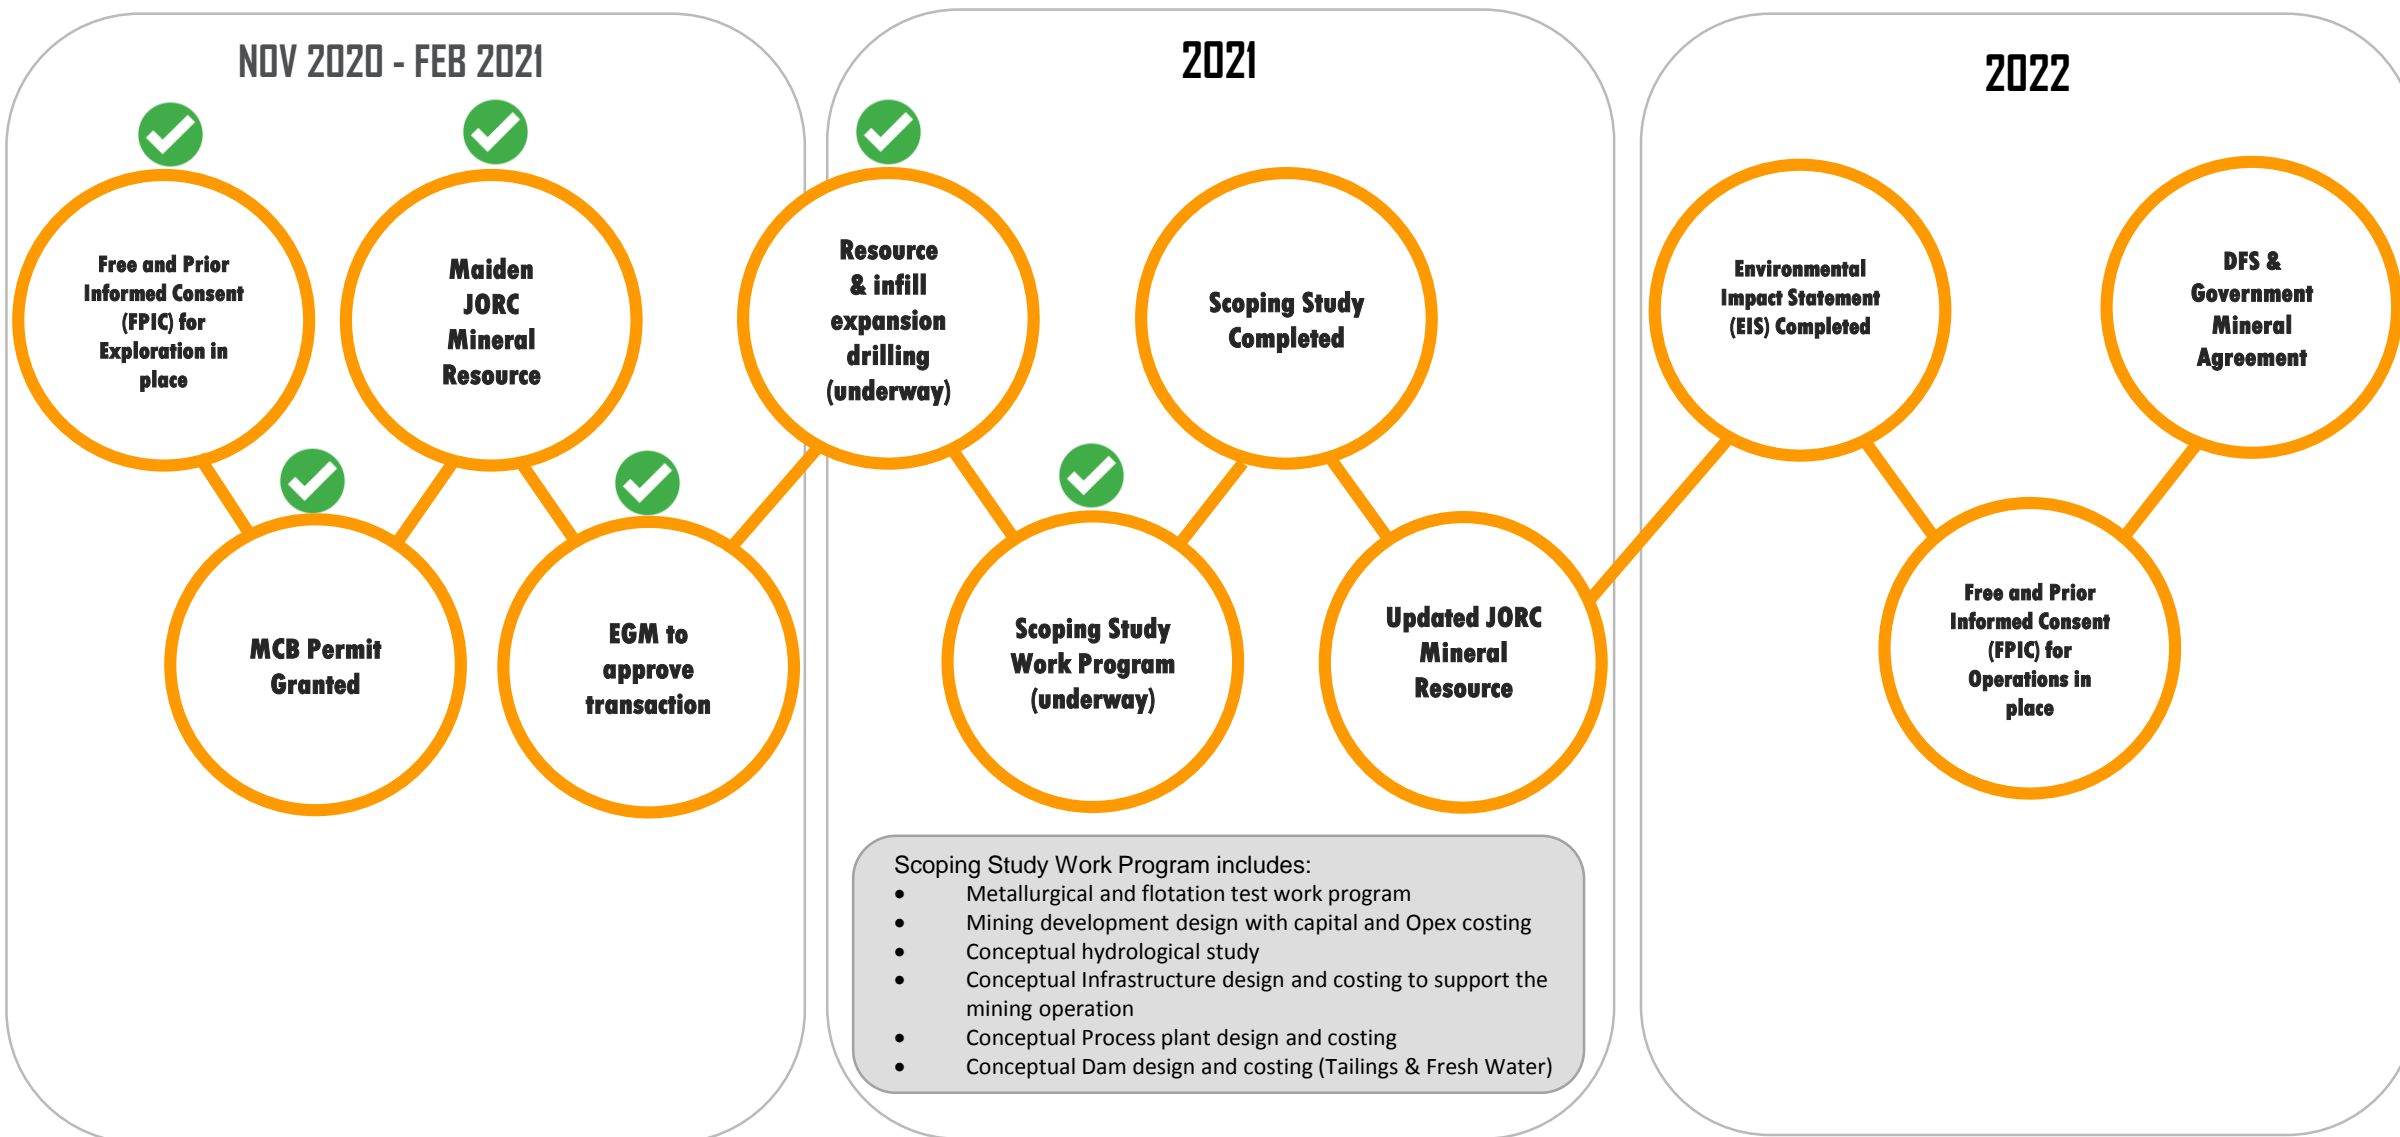 NOV 2020 - FEB 2021
Free and Prior
Informed Consent
(FPIC) for
Exploration in
place
MCB Permit
Granted
Maiden
JORC
Mineral
Resource
EGM to
approve
transaction
2021
Resource
& infill
expansion
drilling
(underway)
Scoping Study
Work Program
(underway)
Scoping Study
Completed
Updated JORC
Mineral
Resource
Scoping Study Work Program includes:
• Metallurgical and flotation test work program
• Mining development design with capital and Opex costing
• Conceptual hydrological study
• Conceptual Infrastructure design and costing to support the
mining operation
• Conceptual Process plant design and costing
• Conceptual Dam design and costing (Tailings & Fresh Water)
2022
Environmental
Impact Statement
(EIS) Completed
Free and Prior
Informed Consent
(FPIC) for
Operations in
place
DFS &
Government
Mineral
Agreement